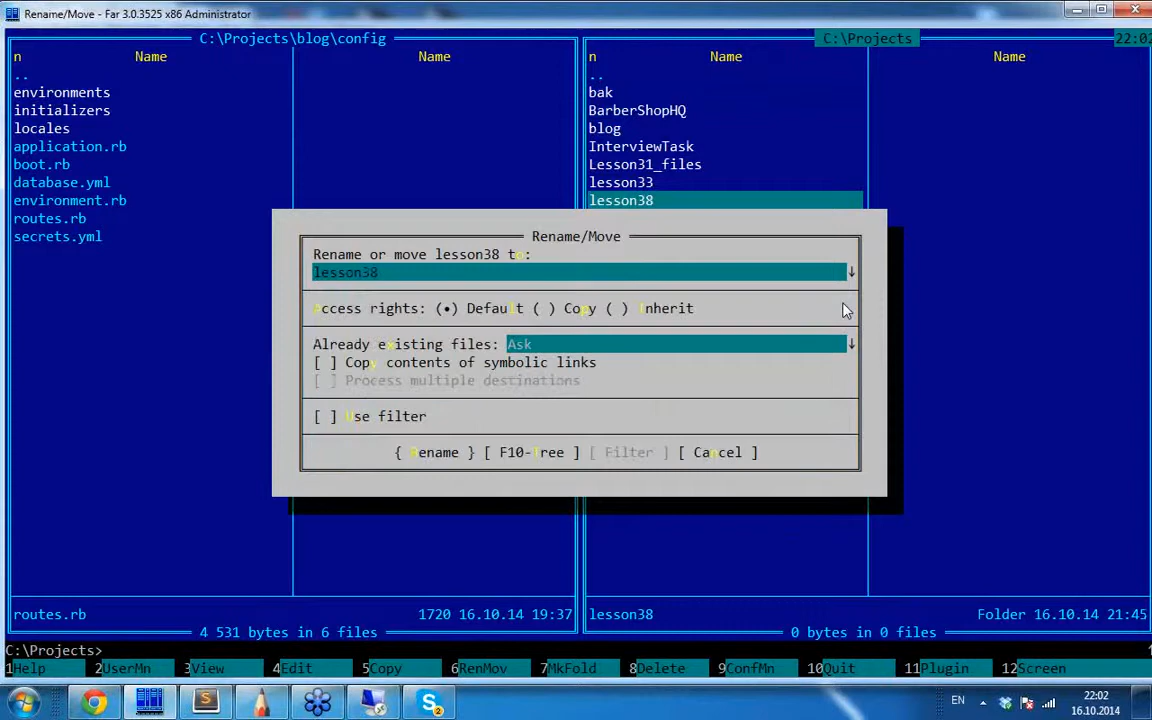 Rename/Move - Far 3.0.3525 x86 Administrator
C:\Projects\blog\config
n Name Name
..
environments
initializers
locales
application.rb
boot.rb
database.yml
environment.rb
routes.rb
secrets.yml
routes.rb 1720 16.10.14 19:37
4 531 bytes in 6 files
C:\Projects 22:02
n Name Name
..
bak
BarberShopHQ
blog
InterviewTask
Lesson31_files
lesson33
lesson38
lesson38 Folder 16.10.14 21:45
0 bytes in 0 files
Rename/Move
Rename or move lesson38 to:
lesson38 ↓
Access rights: (•) Default ( ) Copy ( ) Inherit
Already existing files: Ask ↓
[ ] Copy contents of symbolic links
[ ] Process multiple destinations
[ ] Use filter
{ Rename } [ F10-Tree ] [ Filter ] [ Cancel ]
C:\Projects>
1Help 2UserMn 3View 4Edit 5Copy 6RenMov 7MkFold 8Delete 9ConfMn 10Quit 11Plugin 12Screen
EN 22:02
16.10.2014